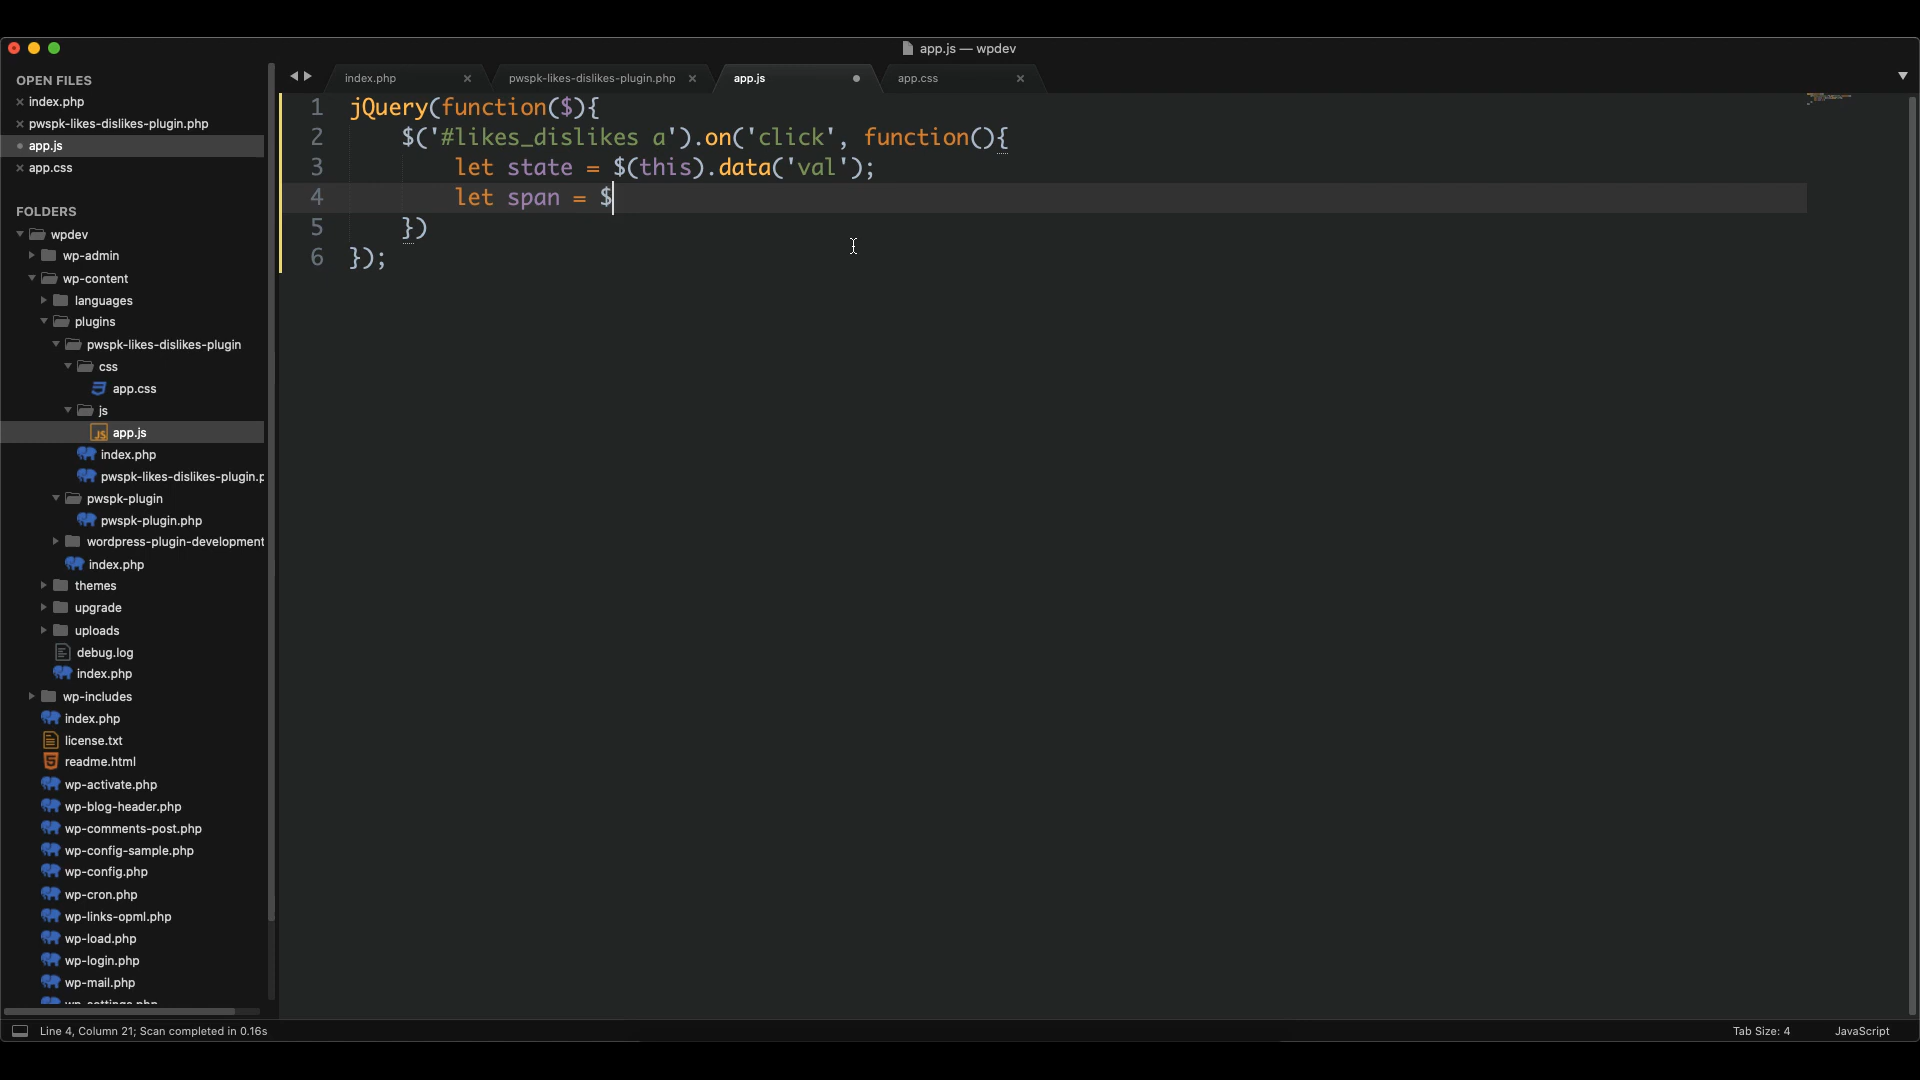 app.js — wpdev
OPEN FILES
index.php
pwspk-likes-dislikes-plugin.php
app.js
app.css
FOLDERS
wpdev
wp-admin
wp-content
languages
plugins
pwspk-likes-dislikes-plugin
css
app.css
js
app.js
index.php
pwspk-likes-dislikes-plugin.p
pwspk-plugin
pwspk-plugin.php
wordpress-plugin-development
index.php
themes
upgrade
uploads
debug.log
index.php
wp-includes
index.php
license.txt
readme.html
wp-activate.php
wp-blog-header.php
wp-comments-post.php
wp-config-sample.php
wp-config.php
wp-cron.php
wp-links-opml.php
wp-load.php
wp-login.php
wp-mail.php
wp-settings.php
index.php pwspk-likes-dislikes-plugin.php app.js app.css
1 jQuery(function($){
2 $('#likes_dislikes a').on('click', function(){
3 let state = $(this).data('val');
4 let span = $
5 })
6 });
Line 4, Column 21; Scan completed in 0.16s
Tab Size: 4 JavaScript